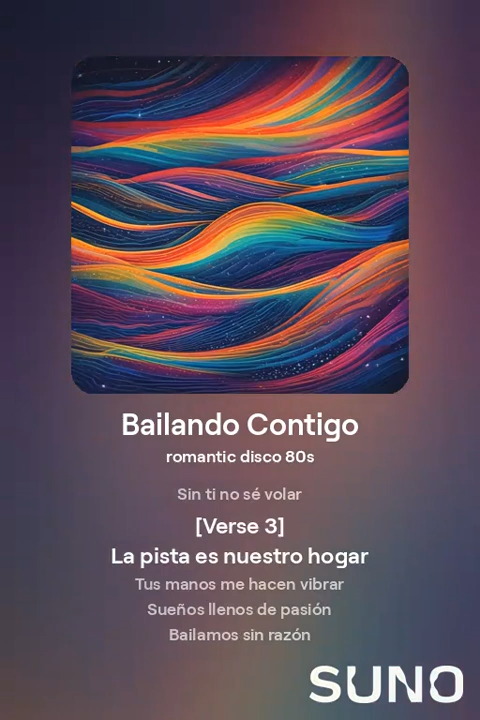 Bailando Contigo
romantic disco 80s
Sin ti no sé volar
[Verse 3]
La pista es nuestro hogar
Tus manos me hacen vibrar
Sueños llenos de pasión
Bailamos sin razón
SUNO